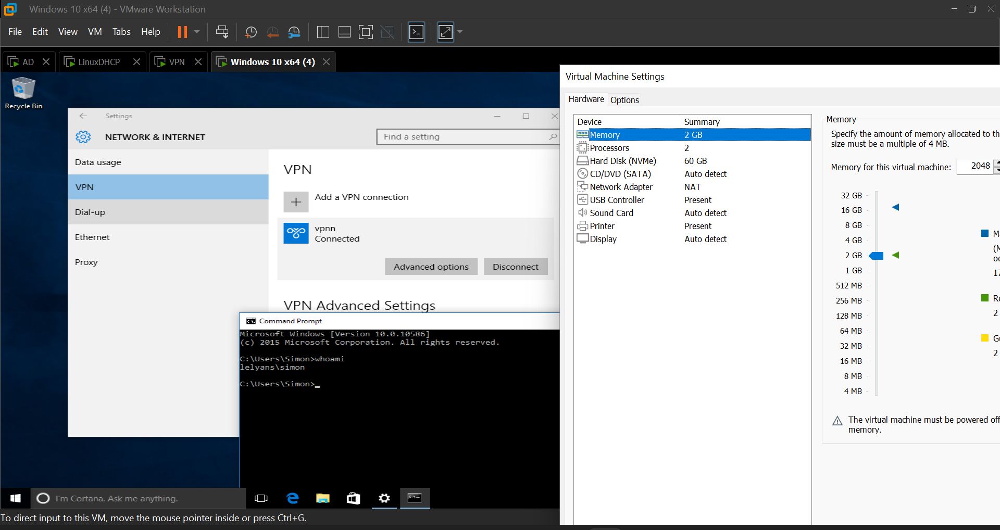 Windows 10 x64 (4) - VMware Workstation
File Edit View VM Tabs Help
AD LinuxDHCP VPN Windows 10 x64 (4)
Recycle Bin
Settings
NETWORK & INTERNET
Find a setting
Data usage
VPN
Dial-up
Ethernet
Proxy
VPN
Add a VPN connection
vpnn
Connected
Advanced options Disconnect
VPN Advanced Settings
Command Prompt
Microsoft Windows [Version 10.0.10586]
(c) 2015 Microsoft Corporation. All rights reserved.
C:\Users\Simon>whoami
lelyans\simon
C:\Users\Simon>_
I'm Cortana. Ask me anything.
To direct input to this VM, move the mouse pointer inside or press Ctrl+G.
Virtual Machine Settings
Hardware Options
Device Summary
Memory 2 GB
Processors 2
Hard Disk (NVMe) 60 GB
CD/DVD (SATA) Auto detect
Network Adapter NAT
USB Controller Present
Sound Card Auto detect
Printer Present
Display Auto detect
Memory
Specify the amount of memory allocated to th
size must be a multiple of 4 MB.
Memory for this virtual machine: 2048
32 GB
16 GB
8 GB
4 GB
2 GB
1 GB
512 MB
256 MB
128 MB
64 MB
32 MB
16 MB
8 MB
4 MB
17
2
2
The virtual machine must be powered off
memory.